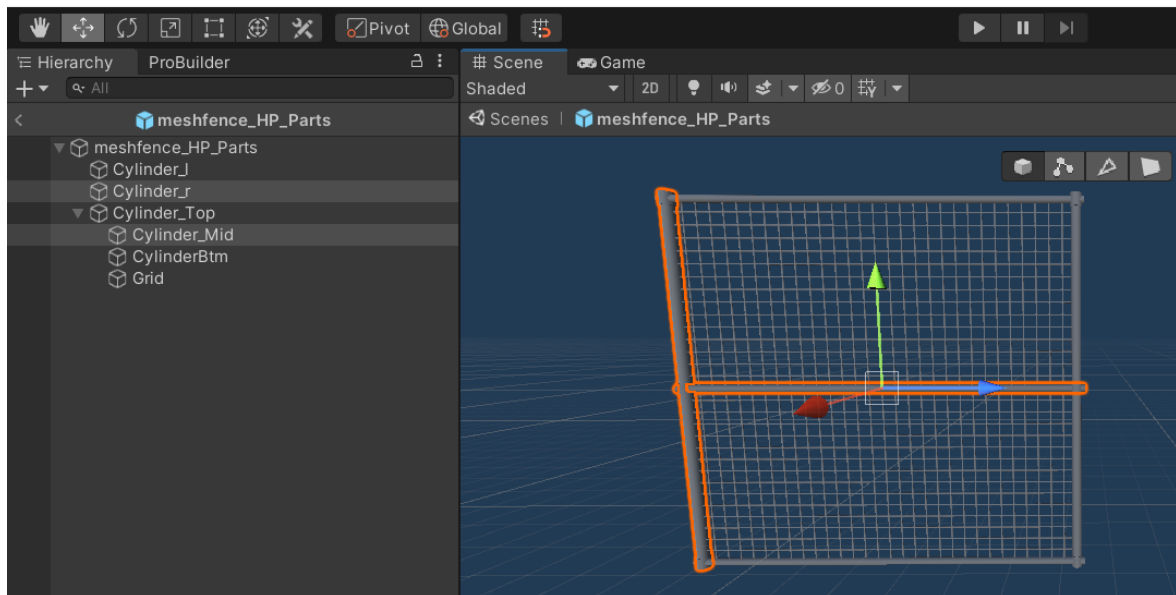 Pivot Global
Hierarchy ProBuilder
Scene Game
All
Shaded 2D 0
meshfence_HP_Parts
Scenes meshfence_HP_Parts
meshfence_HP_Parts
Cylinder_l
Cylinder_r
Cylinder_Top
Cylinder_Mid
CylinderBtm
Grid